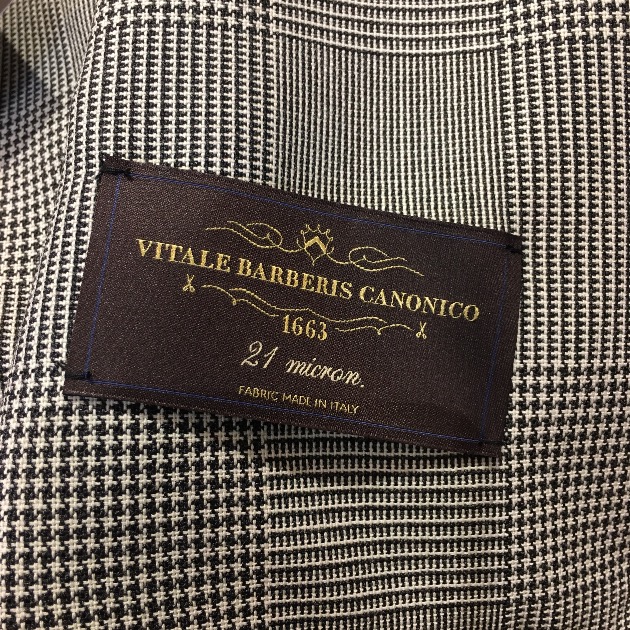 VITALE BARBERIS CANONICO
1663
21 micron.
FABRIC MADE IN ITALY